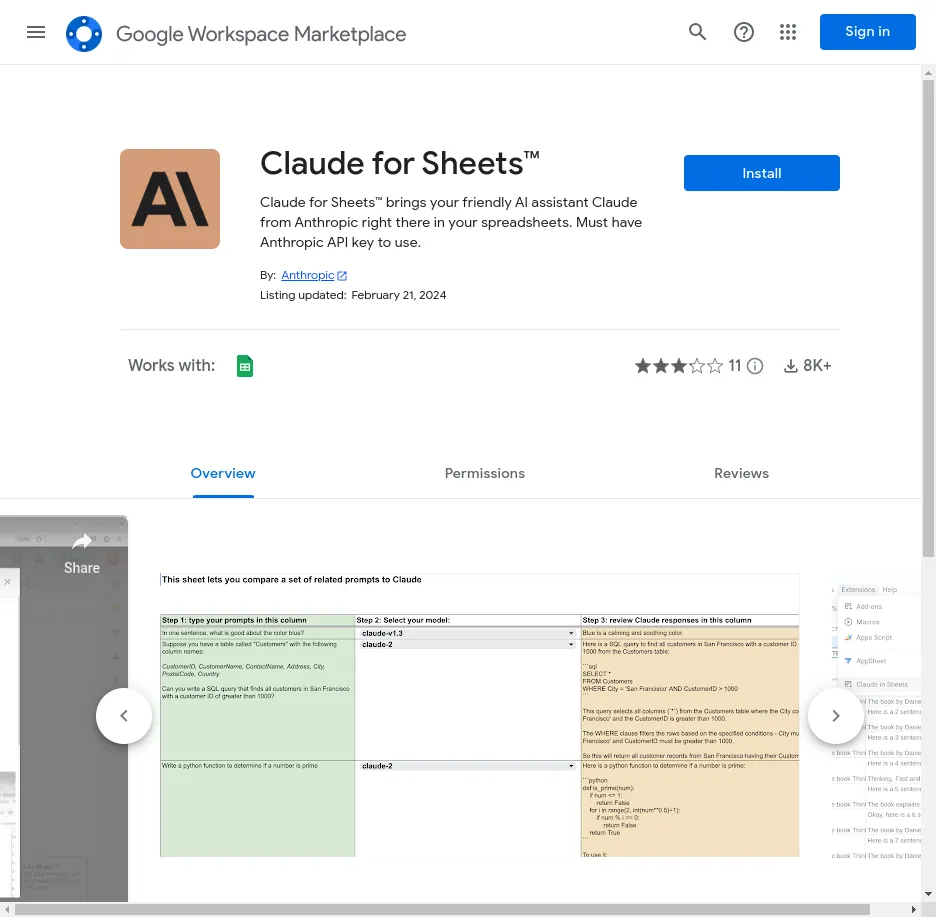 Google Workspace Marketplace
Sign in
Claude for Sheets™
Install
Claude for Sheets™ brings your friendly AI assistant Claude
from Anthropic right there in your spreadsheets. Must have
Anthropic API key to use.
By: Anthropic
Listing updated: February 21, 2024
Works with:
11
8K+
Overview
Permissions
Reviews
Share
This sheet lets you compare a set of related prompts to Claude
Step 1: type your prompts in this column
Step 2: Select your model:
Step 3: review Claude responses in this column
In one sentence, what is good about the color blue?
claude-v1.3
Blue is a calming and soothing color.
Suppose you have a table called "Customers" with the following
column names:
CustomerID, CustomerName, ContactName, Address, City,
PostalCode, Country
Can you write a SQL query that finds all customers in San Francisco
with a customer ID of greater than 1000?
claude-2
Here is a SQL query to find all customers in San Francisco with a customer ID
1000 from the Customers table:
```sql
SELECT *
FROM Customers
WHERE City = 'San Francisco' AND CustomerID > 1000
```
This query selects all columns (`*`) from the Customers table where the City co
Francisco' and the CustomerID is greater than 1000.
The WHERE clause filters the rows based on the specified conditions - City mu
Francisco' and CustomerID must be greater than 1000.
So this will return all customer records from San Francisco having their Custom
Write a python function to determine if a number is prime
claude-2
Here is a python function to determine if a number is prime:
```python
def is_prime(num):
if num <= 1:
return False
for i in range(2, int(num**0.5)+1):
if num % i == 0:
return False
return True
```
To use it:
Extensions Help
Add-ons
Macros
Apps Script
AppSheet
Claude in Sheets
The book by Danie
Here is a 2 senten
The book by Danie
Here is a 3 senten
e book Thinl The book by Danie
Here is a 4 senten
e book Thinl Thinking, Fast and
Here is a 5 senten
e book Thinl The book explains
Okay, here is a 6 s
e book Thinl The book by Danie
Here is a 7 senten
e book Thinl The book by Danie